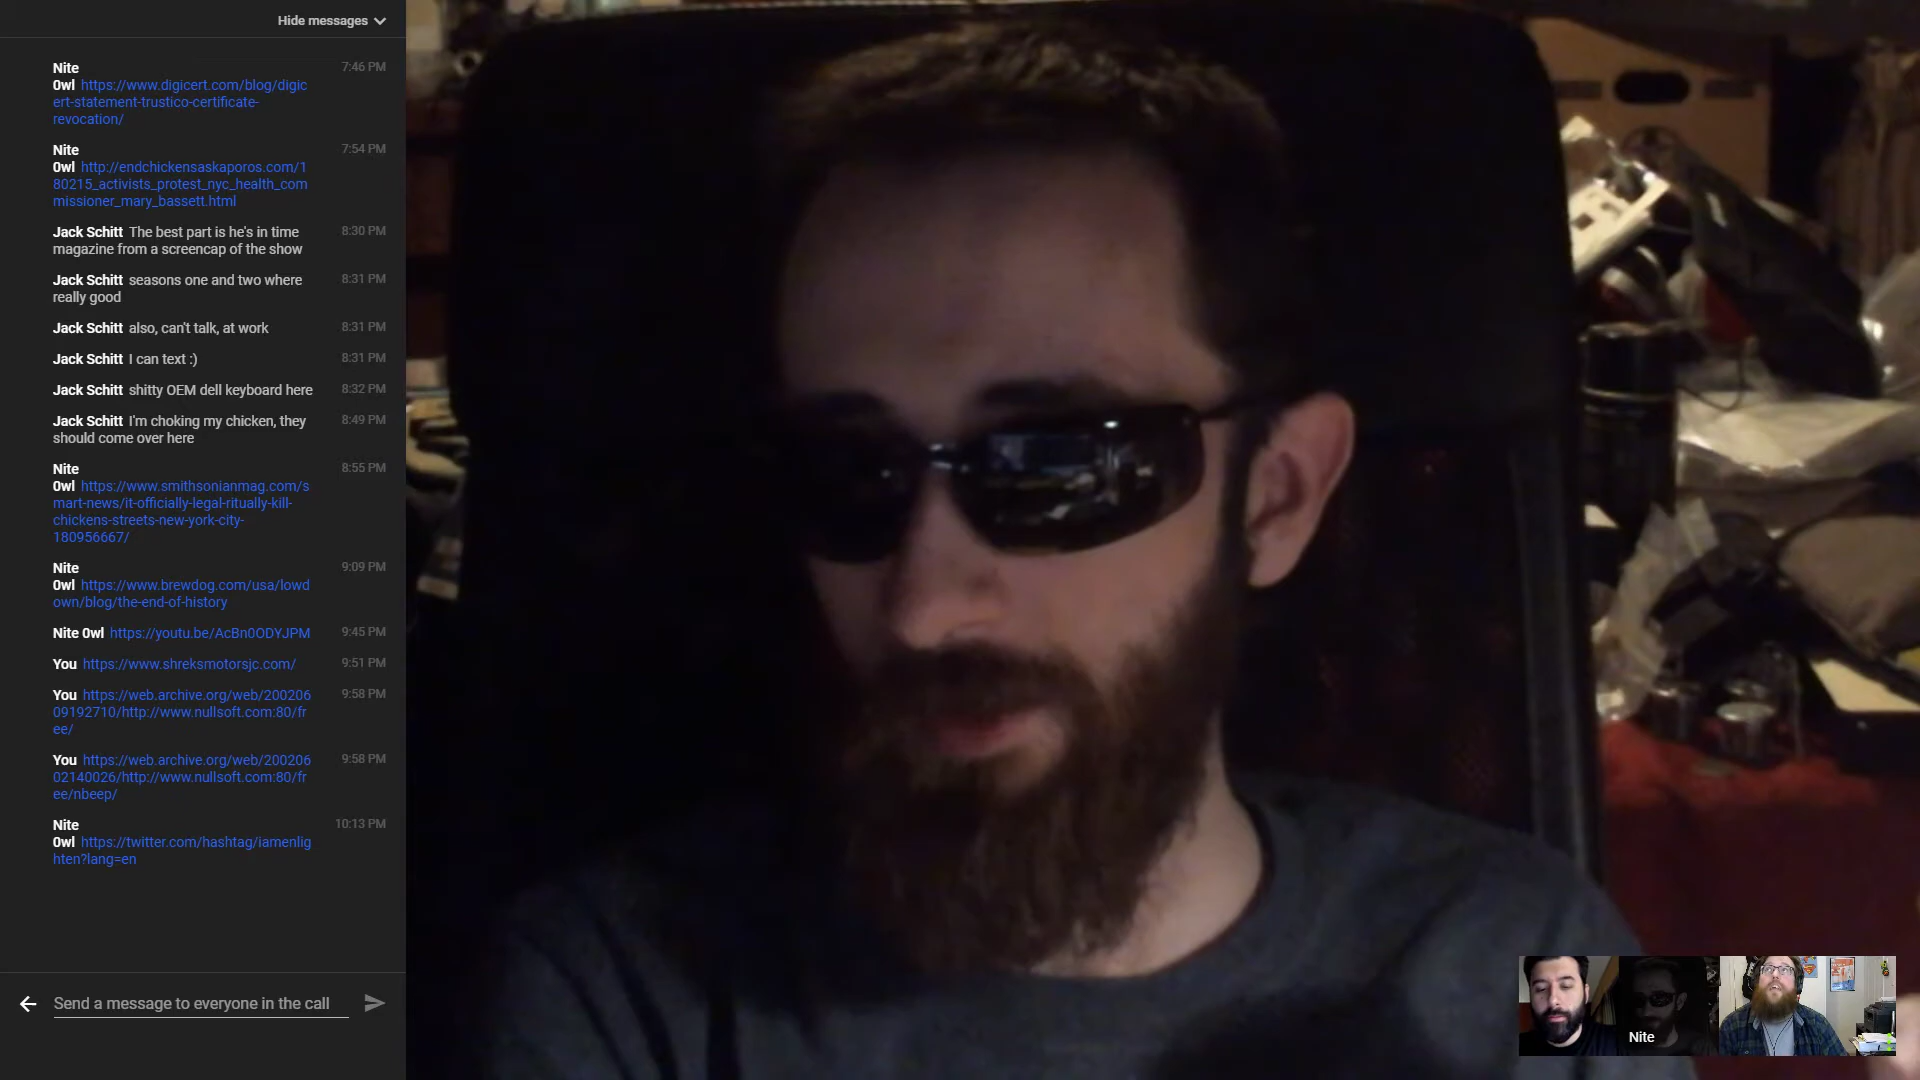 Hide messages
Nite 7:46 PM
0wl https://www.digicert.com/blog/digic
ert-statement-trustico-certificate-
revocation/
Nite 7:54 PM
0wl http://endchickensaskaporos.com/1
80215_activists_protest_nyc_health_com
missioner_mary_bassett.html
Jack Schitt The best part is he's in time 8:30 PM
magazine from a screencap of the show
Jack Schitt seasons one and two where 8:31 PM
really good
Jack Schitt also, can't talk, at work 8:31 PM
Jack Schitt I can text :) 8:31 PM
Jack Schitt shitty OEM dell keyboard here 8:32 PM
Jack Schitt I'm choking my chicken, they 8:49 PM
should come over here
Nite 8:55 PM
0wl https://www.smithsonianmag.com/s
mart-news/it-officially-legal-ritually-kill-
chickens-streets-new-york-city-
180956667/
Nite 9:09 PM
0wl https://www.brewdog.com/usa/lowd
own/blog/the-end-of-history
Nite 0wl https://youtu.be/AcBn0ODYJPM 9:45 PM
You https://www.shreksmotorsjc.com/ 9:51 PM
You https://web.archive.org/web/200206 9:58 PM
09192710/http://www.nullsoft.com:80/fr
ee/
You https://web.archive.org/web/200206 9:58 PM
02140026/http://www.nullsoft.com:80/fr
ee/nbeep/
Nite 10:13 PM
0wl https://twitter.com/hashtag/iamenlig
hten?lang=en
Send a message to everyone in the call
Nite